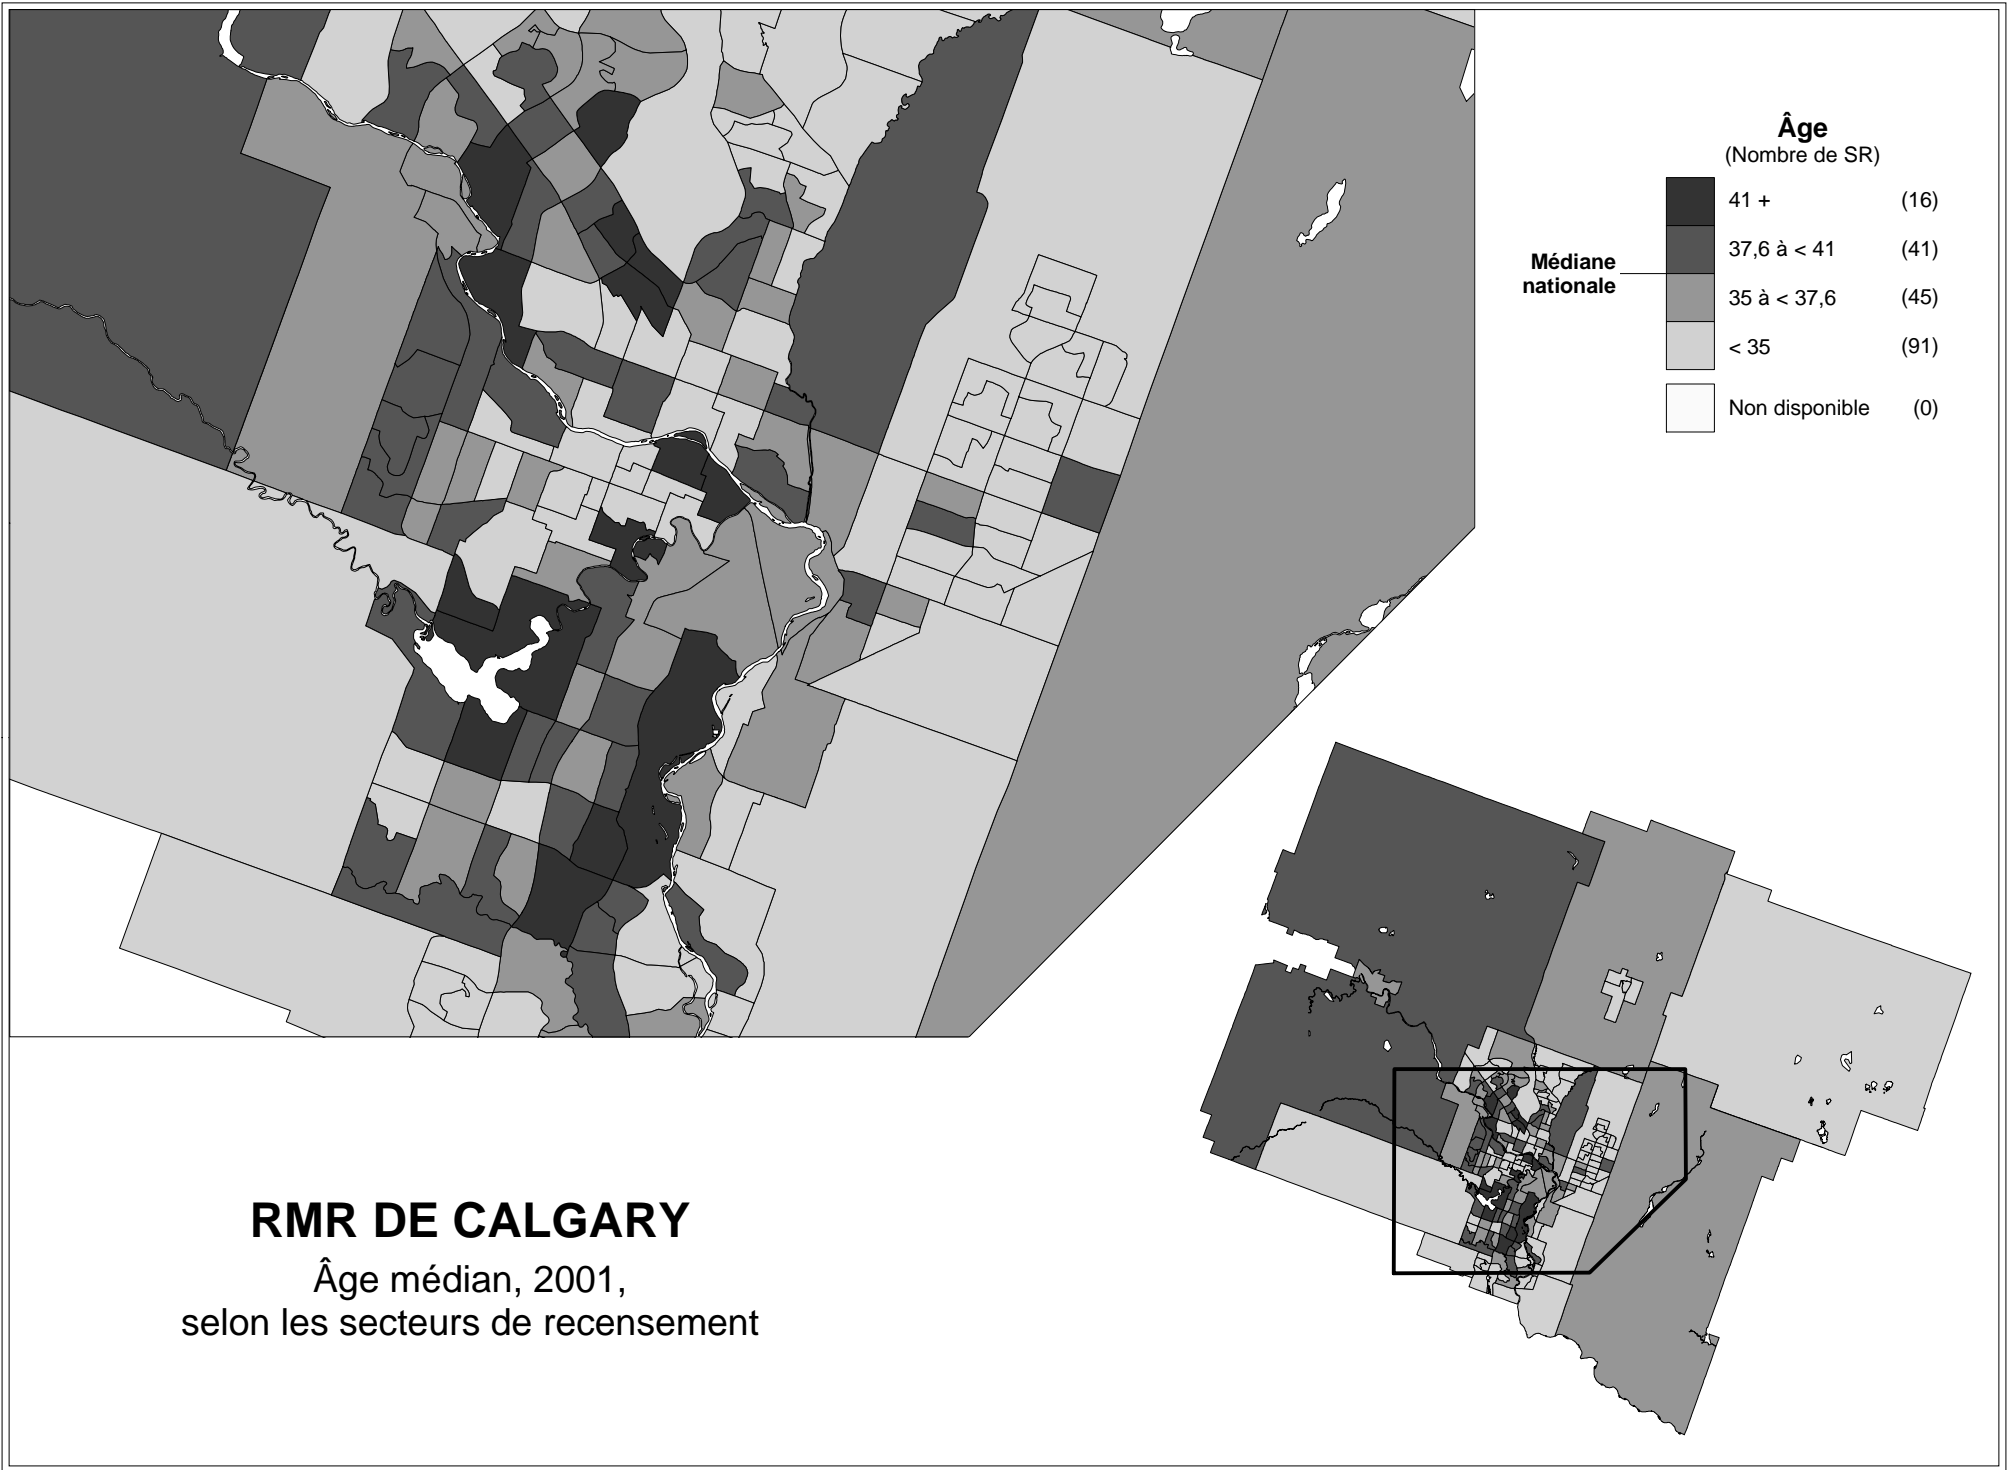 Âge
(Nombre de SR)
41 + (16)
37,6 à < 41 (41)
Médiane
nationale
35 à < 37,6 (45)
< 35 (91)
Non disponible (0)
RMR DE CALGARY
Âge médian, 2001,
selon les secteurs de recensement